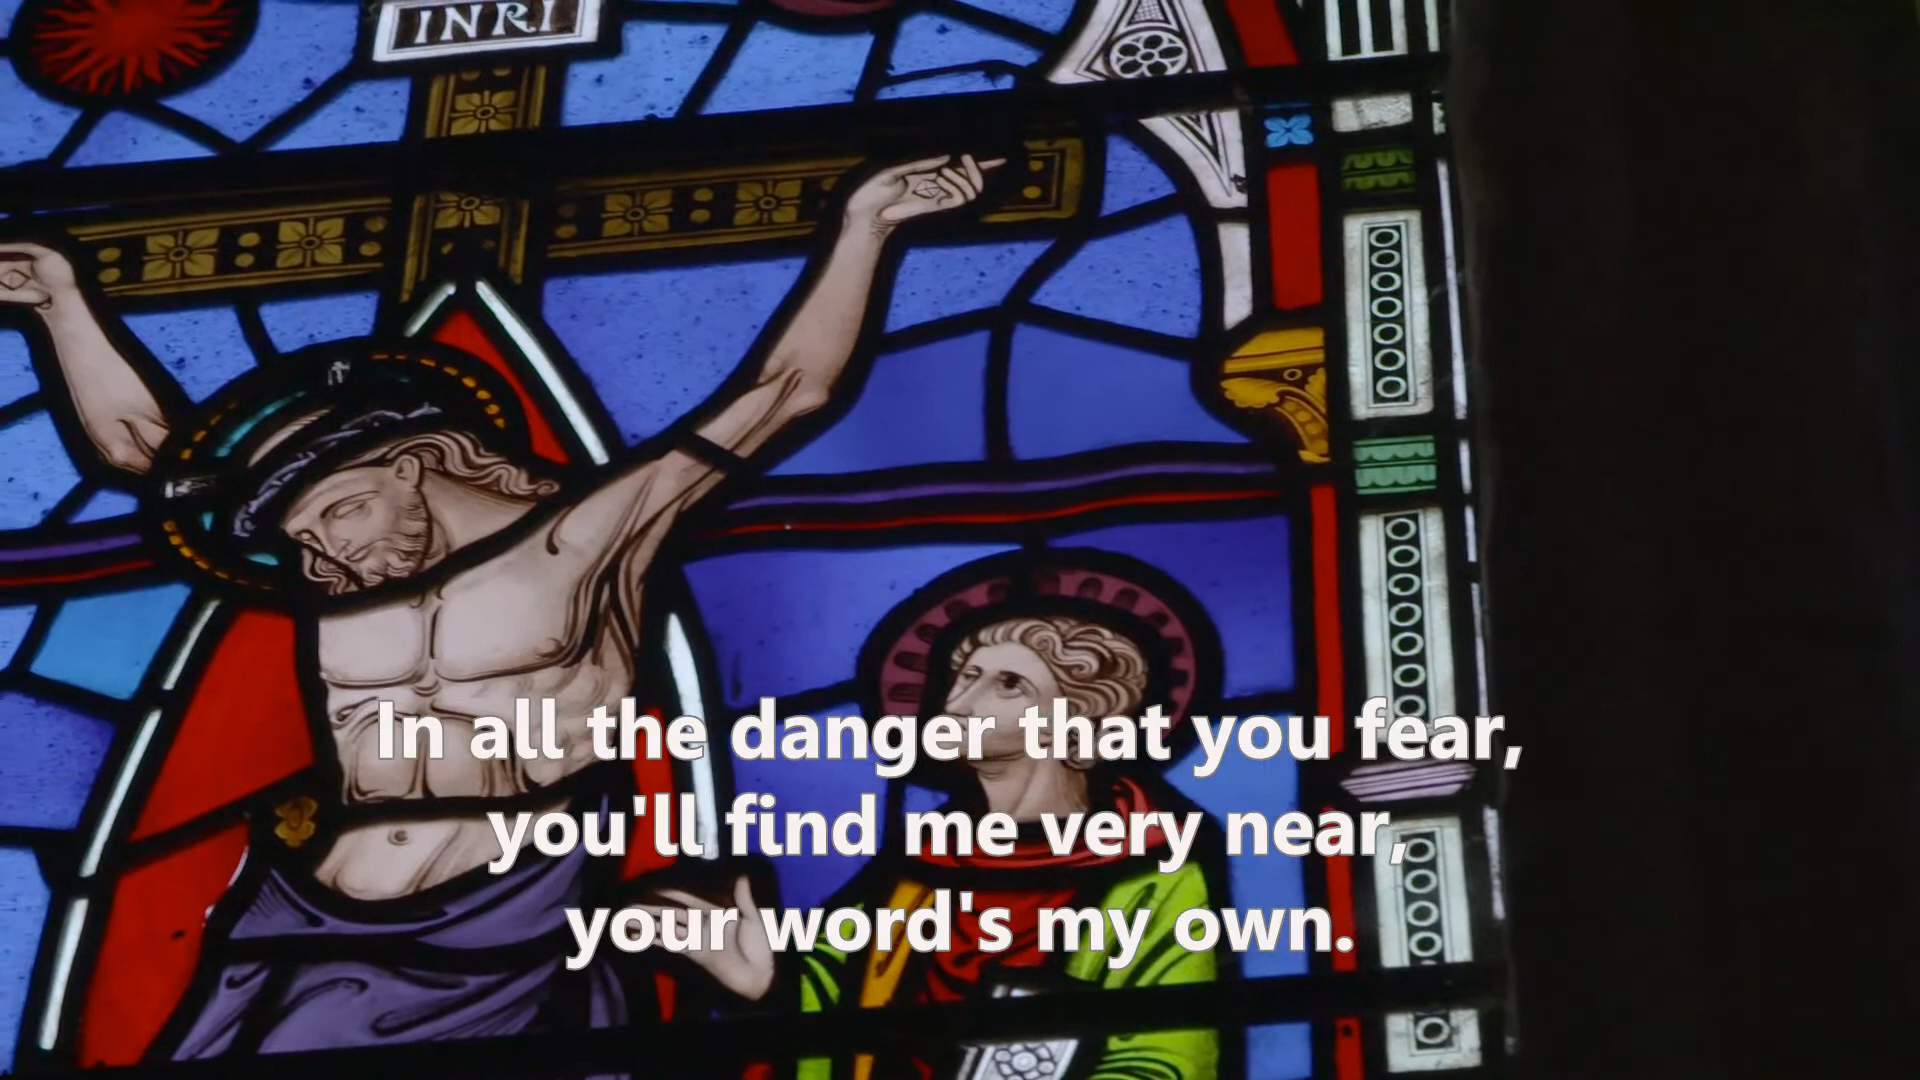 INRI
In all the danger that you fear,
you'll find me very near,
your word's my own.